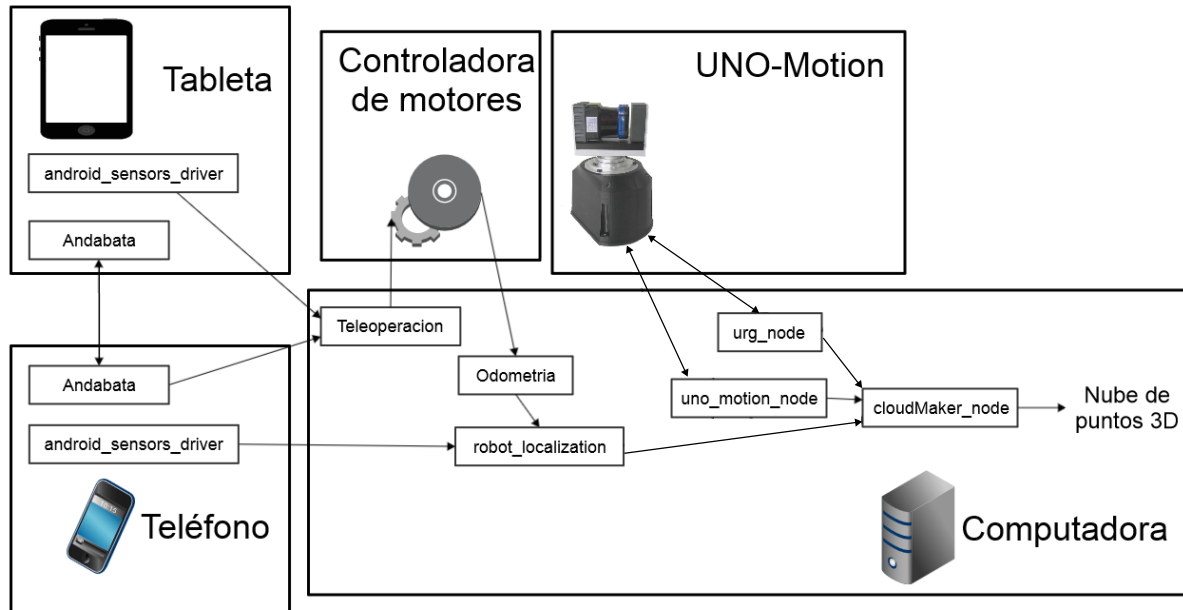 Tableta
android_sensors_driver
Andabata
Controladora
de motores
UNO-Motion
Teleoperacion
urg_node
Odometria
uno_motion_node
cloudMaker_node
Nube de
puntos 3D
robot_localization
Computadora
Andabata
android_sensors_driver
Teléfono